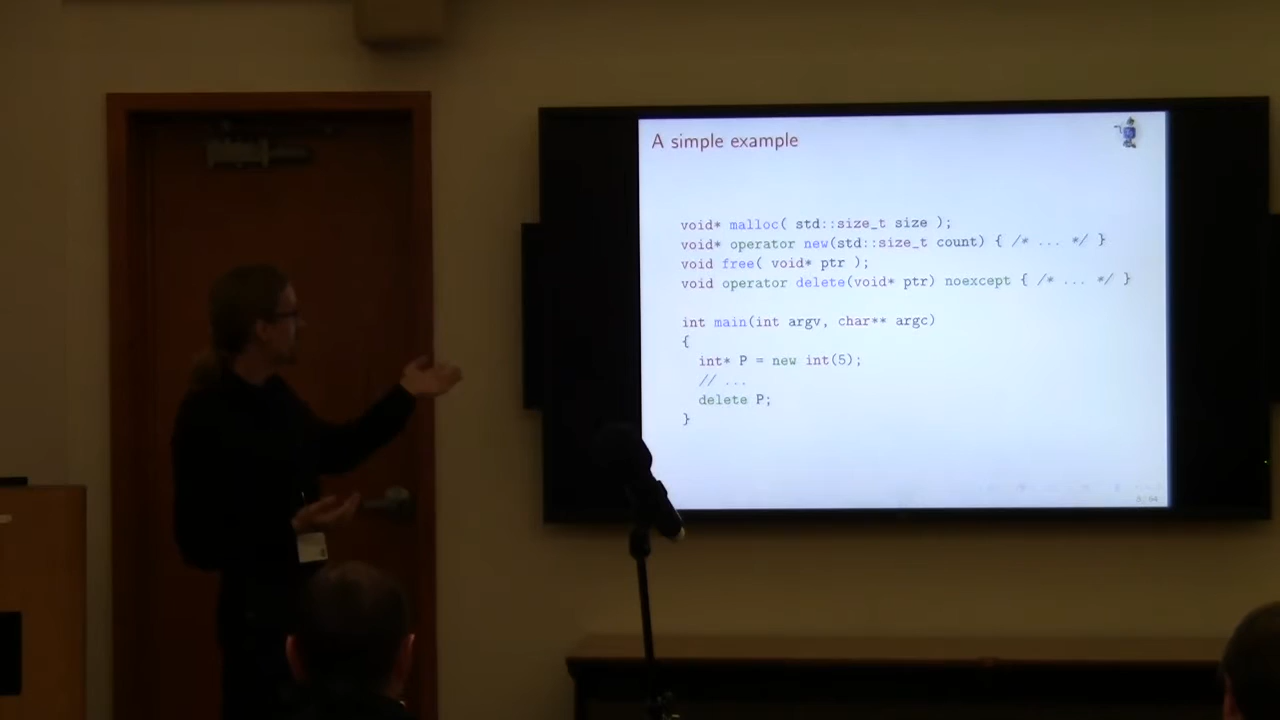 A simple example
void* malloc( std::size_t size );
void* operator new(std::size_t count) { /* ... */ }
void free( void* ptr );
void operator delete(void* ptr) noexcept { /* ... */ }
int main(int argv, char** argc)
{
int* P = new int(5);
// ...
delete P;
}